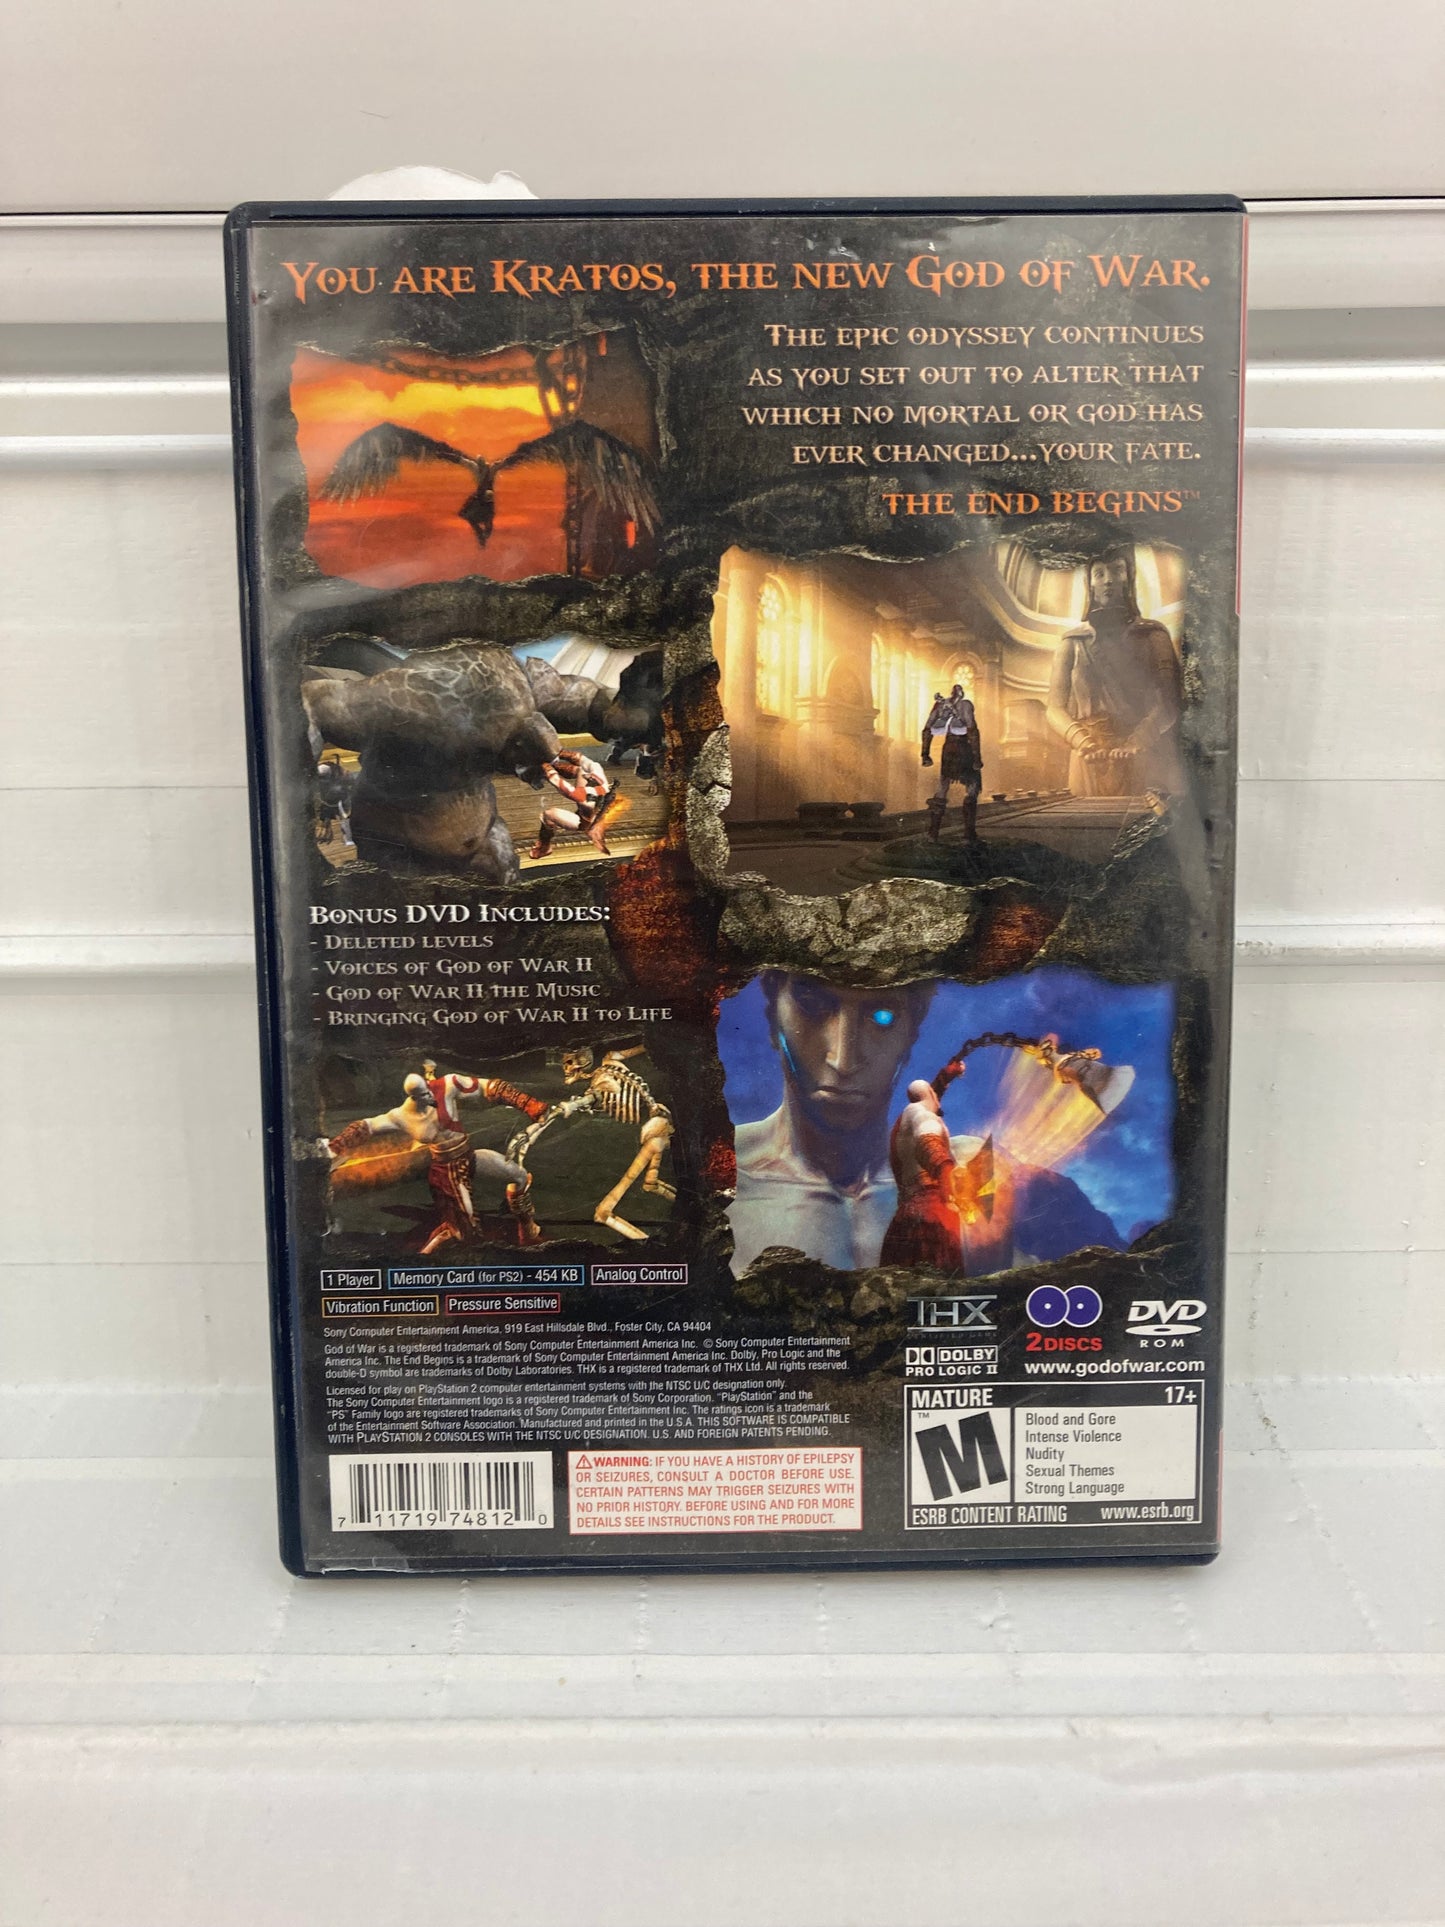 You are Kratos, the new God of War.
The epic odyssey continues
as you set out to alter that
which no mortal or god has
ever changed...your fate.
The End Begins™
Bonus DVD Includes:
- Deleted levels
- Voices of God of War II
- God of War II the Music
- Bringing God of War II to Life
1 Player
Memory Card (for PS2) - 454 KB
Analog Control
Vibration Function
Pressure Sensitive
Sony Computer Entertainment America, 919 East Hillsdale Blvd., Foster City, CA 94404
God of War is a registered trademark of Sony Computer Entertainment America Inc. © Sony Computer Entertainment
America Inc. The End Begins is a trademark of Sony Computer Entertainment America Inc. Dolby, Pro Logic and the
double-D symbol are trademarks of Dolby Laboratories. THX is a registered trademark of THX Ltd. All rights reserved.
Licensed for play on PlayStation 2 computer entertainment systems with the NTSC U/C designation only.
The Sony Computer Entertainment logo is a registered trademark of Sony Corporation. "PlayStation" and the
"PS" Family logo are registered trademarks of Sony Computer Entertainment Inc. The ratings icon is a trademark
of the Entertainment Software Association. Manufactured and printed in the U.S.A. THIS SOFTWARE IS COMPATIBLE
WITH PLAYSTATION 2 CONSOLES WITH THE NTSC U/C DESIGNATION. U.S. AND FOREIGN PATENTS PENDING.
THX
CERTIFIED GAME
2 DISCS
DVD
ROM
DOLBY
PRO LOGIC II
www.godofwar.com
MATURE 17+
™
M
Blood and Gore
Intense Violence
Nudity
Sexual Themes
Strong Language
ESRB CONTENT RATING www.esrb.org
7 11719 74812 0
WARNING: IF YOU HAVE A HISTORY OF EPILEPSY
OR SEIZURES, CONSULT A DOCTOR BEFORE USE.
CERTAIN PATTERNS MAY TRIGGER SEIZURES WITH
NO PRIOR HISTORY. BEFORE USING AND FOR MORE
DETAILS SEE INSTRUCTIONS FOR THE PRODUCT.